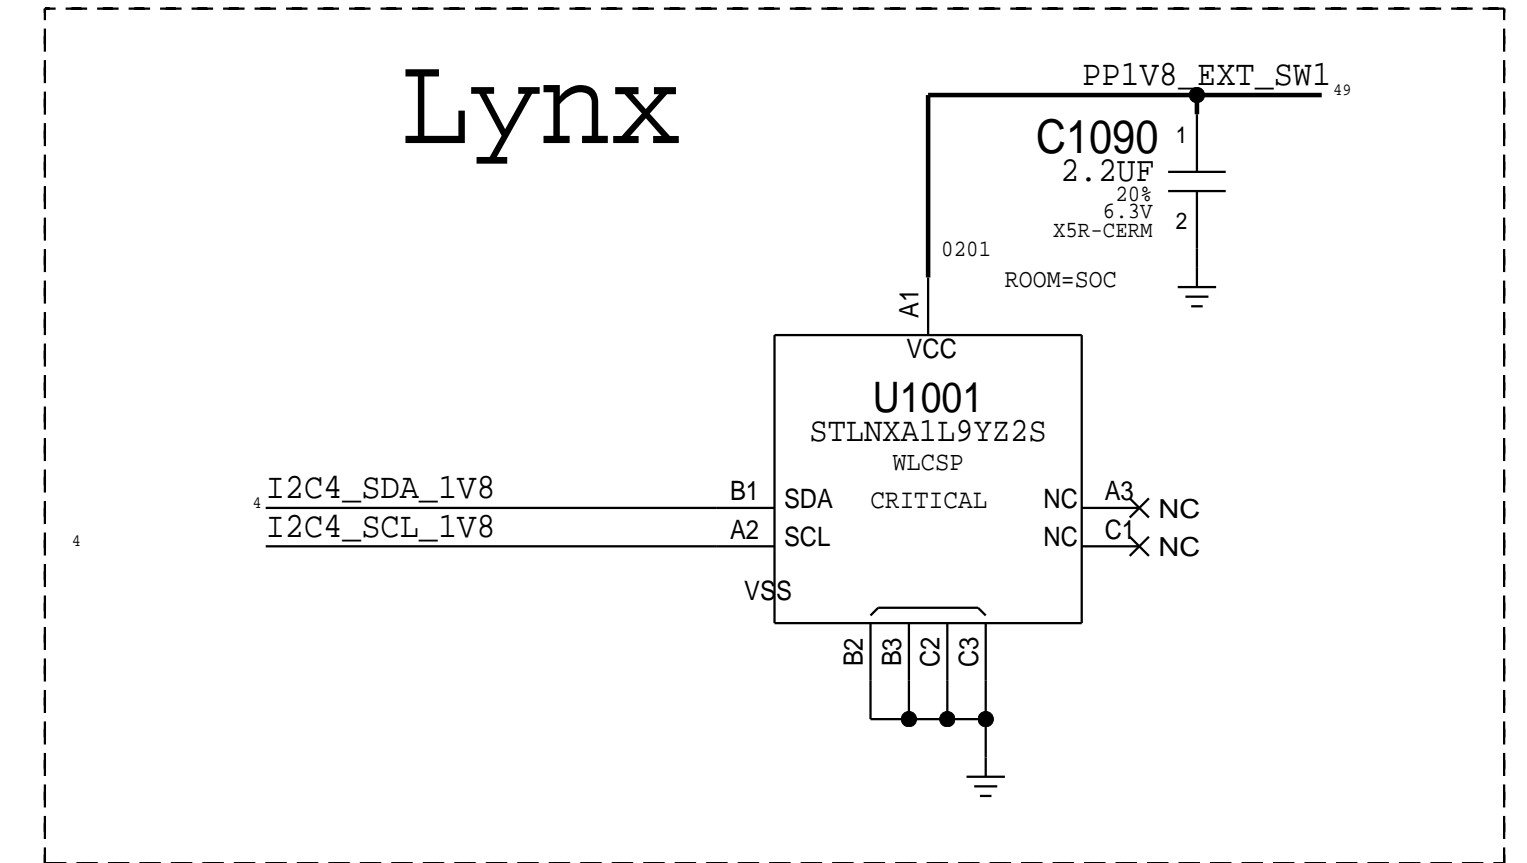 Lynx
PP1V8_EXT_SW1 49
C1090
1
2.2UF
20%
6.3V
X5R-CERM
2
0201
ROOM=SOC
A1
VCC
U1001
STLNXA1L9YZ2S
WLCSP
CRITICAL
4 I2C4_SDA_1V8 B1 SDA NC A3 NC
4 I2C4_SCL_1V8 A2 SCL NC C1 NC
VSS
B2 B3 C2 C3